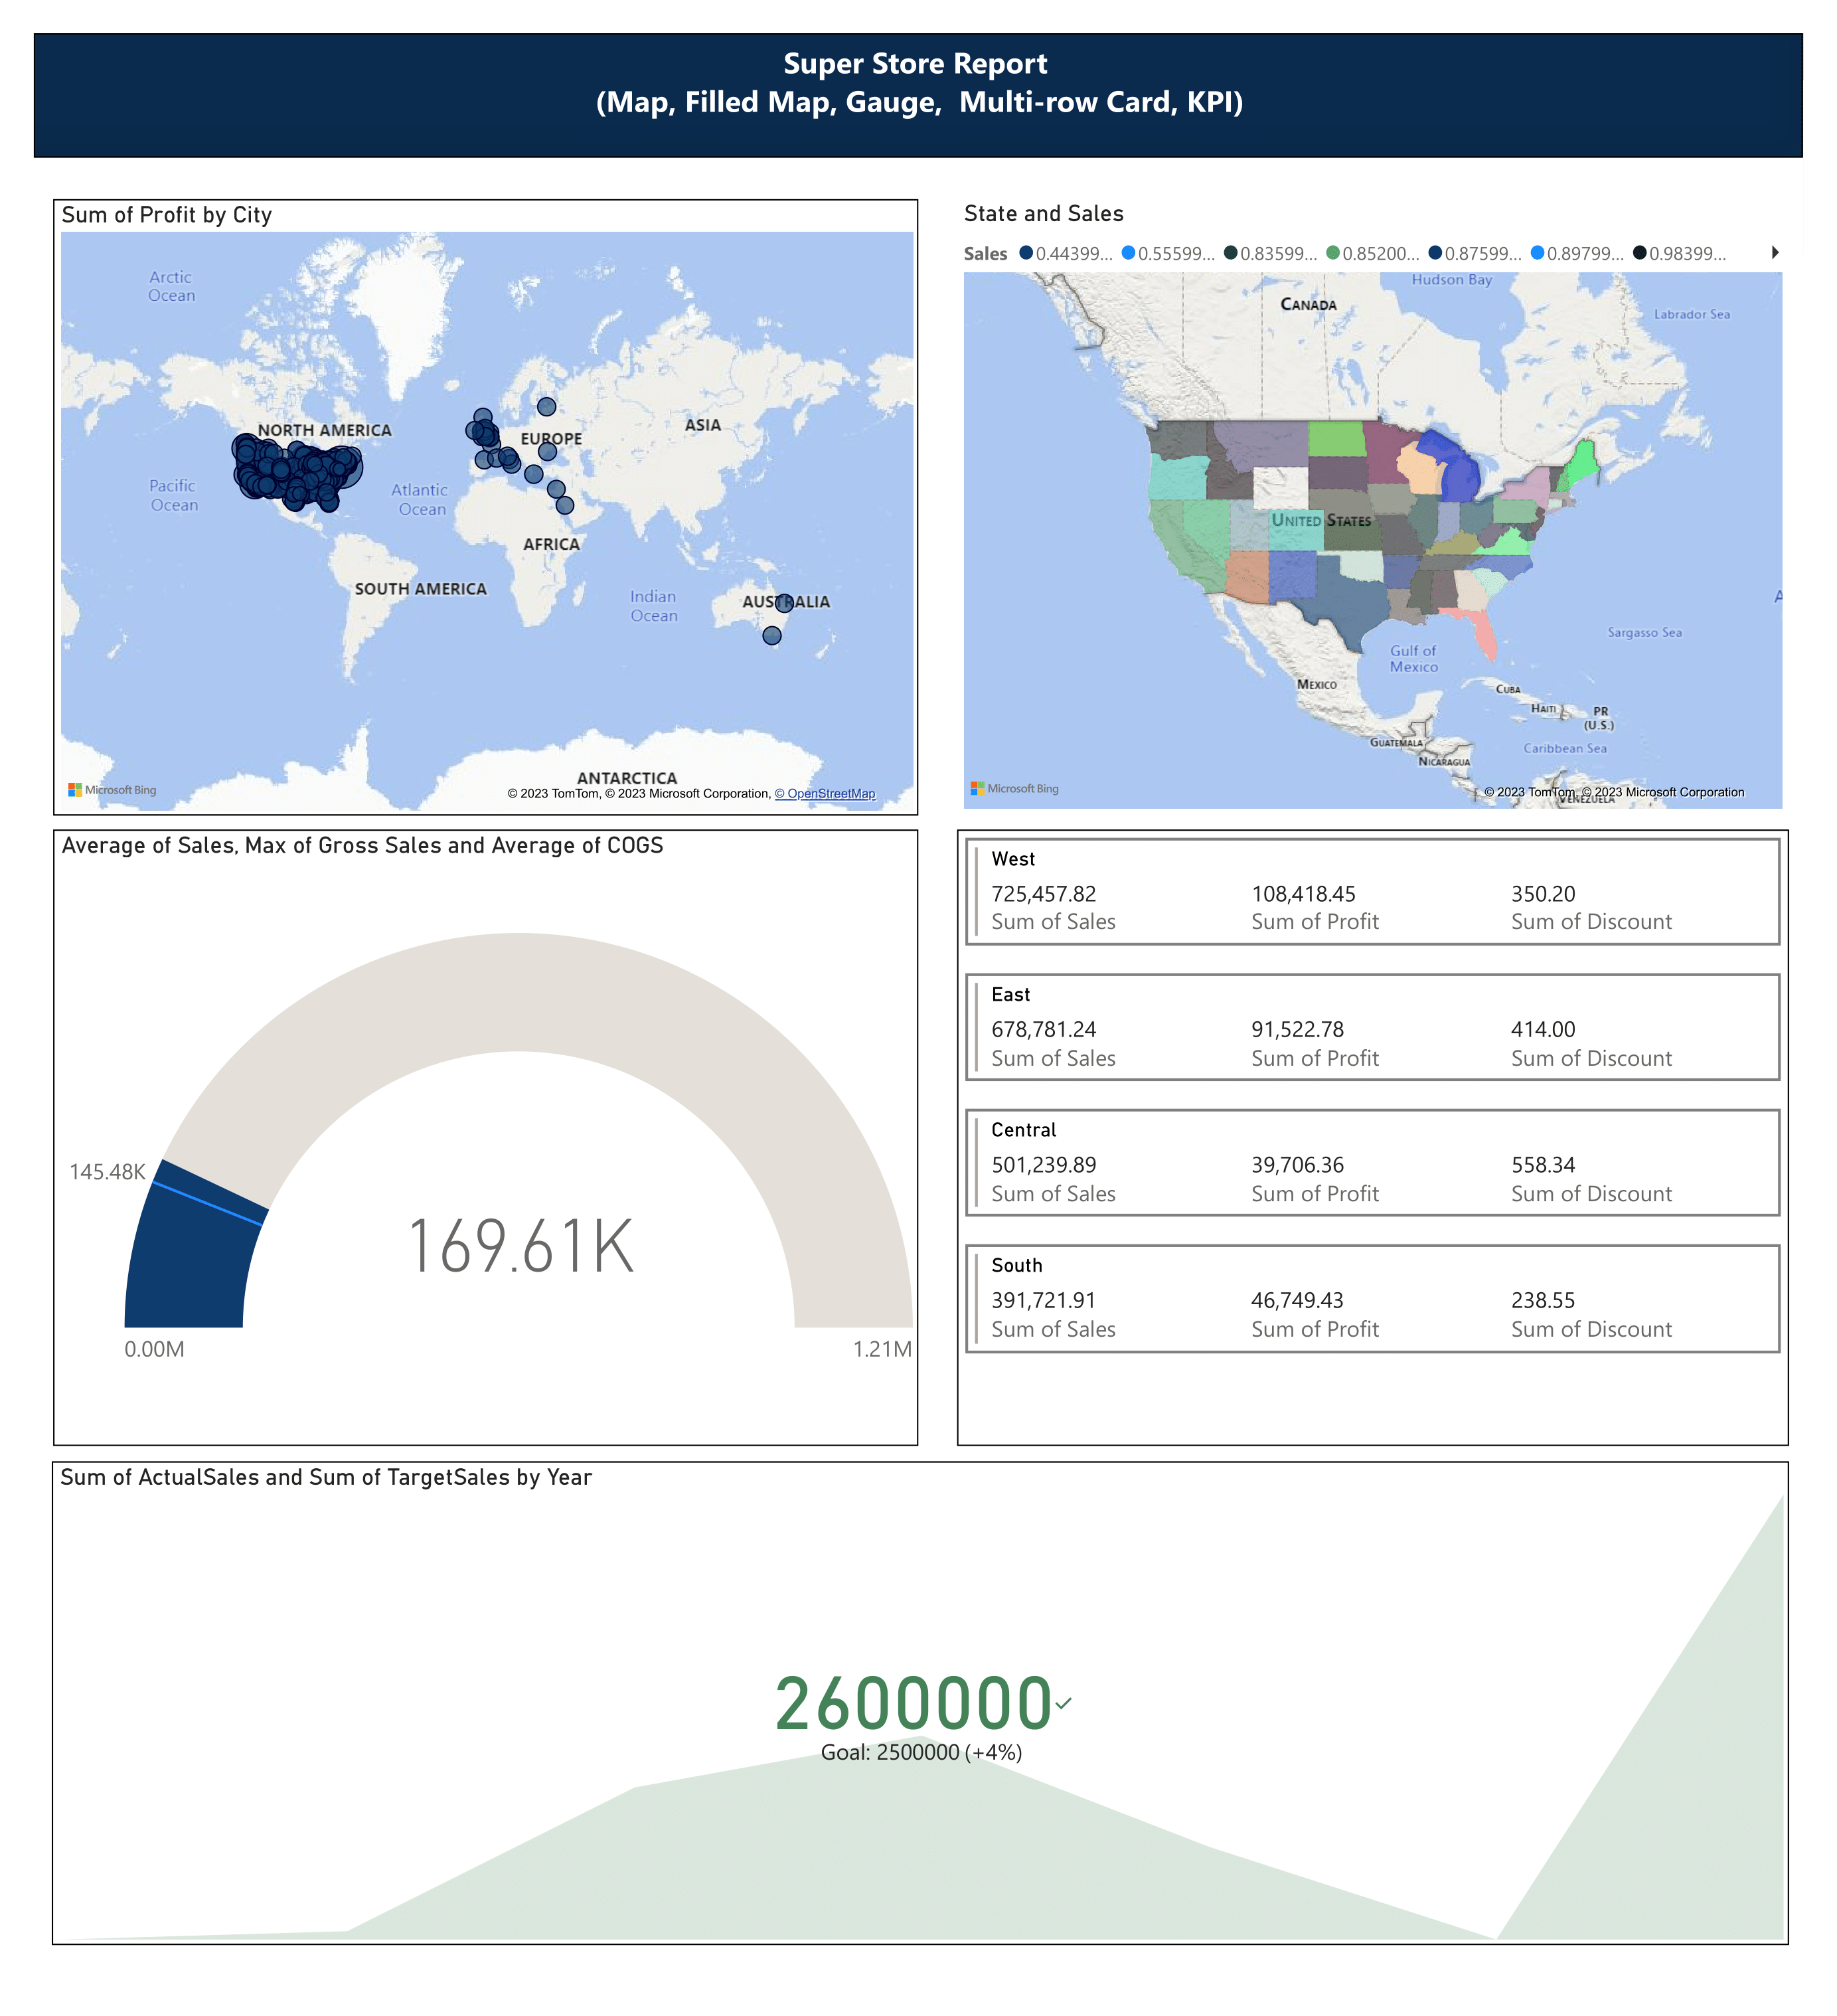 Super Store Report
(Map, Filled Map, Gauge,  Multi-row Card, KPI)
Sum of Profit by City
Arctic
Ocean
NORTH AMERICA
EUROPE
ASIA
Pacific
Ocean
Atlantic
Ocean
AFRICA
SOUTH AMERICA
Indian
Ocean
AUSTRALIA
ANTARCTICA
Microsoft Bing
© 2023 TomTom, © 2023 Microsoft Corporation, © OpenStreetMap
State and Sales
Sales 0.44399... 0.55599... 0.83599... 0.85200... 0.87599... 0.89799... 0.98399...
Hudson Bay
CANADA
Labrador Sea
UNITED STATES
A
Sargasso Sea
Gulf of
Mexico
MEXICO
CUBA
HAITI
PR
(U.S.)
GUATEMALA
Caribbean Sea
NICARAGUA
Microsoft Bing
© 2023 TomTom, © 2023 Microsoft Corporation
VENEZUELA
Average of Sales, Max of Gross Sales and Average of COGS
145.48K
169.61K
0.00M
1.21M
West
725,457.82 108,418.45 350.20
Sum of Sales Sum of Profit Sum of Discount
East
678,781.24 91,522.78 414.00
Sum of Sales Sum of Profit Sum of Discount
Central
501,239.89 39,706.36 558.34
Sum of Sales Sum of Profit Sum of Discount
South
391,721.91 46,749.43 238.55
Sum of Sales Sum of Profit Sum of Discount
Sum of ActualSales and Sum of TargetSales by Year
2600000
Goal: 2500000 (+4%)